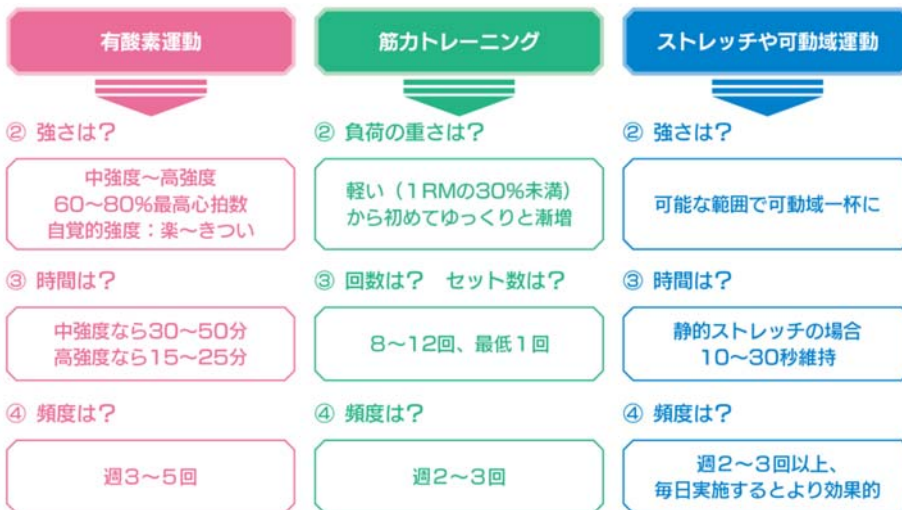 有酸素運動
② 強さは?
中強度〜高強度
60〜80%最高心拍数
自覚的強度：楽〜きつい
③ 時間は?
中強度なら30〜50分
高強度なら15〜25分
④ 頻度は?
週3〜5回
筋力トレーニング
② 負荷の重さは?
軽い（1RMの30%未満）
から初めてゆっくりと漸増
③ 回数は?　セット数は?
8〜12回、最低1回
④ 頻度は?
週2〜3回
ストレッチや可動域運動
② 強さは?
可能な範囲で可動域一杯に
③ 時間は?
静的ストレッチの場合
10〜30秒維持
④ 頻度は?
週2〜3回以上、
毎日実施するとより効果的